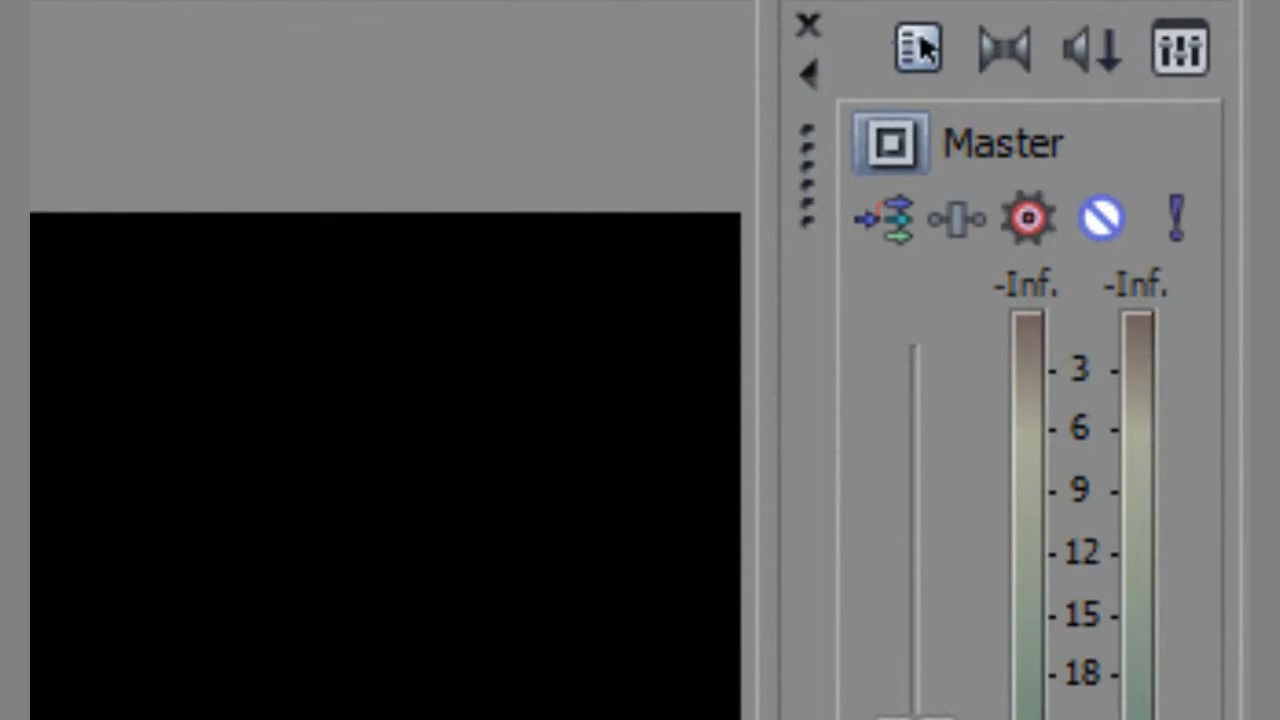 Master
-Inf. -Inf.
- 3 -
- 6 -
- 9 -
- 12 -
- 15 -
- 18 -